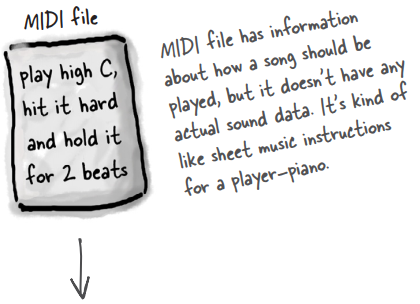 MIDI file
play high C,
hit it hard
and hold it
for 2 beats
MIDI file has information
about how a song should be
played, but it doesn't have any
actual sound data. It's kind of
like sheet music instructions
for a player-piano.